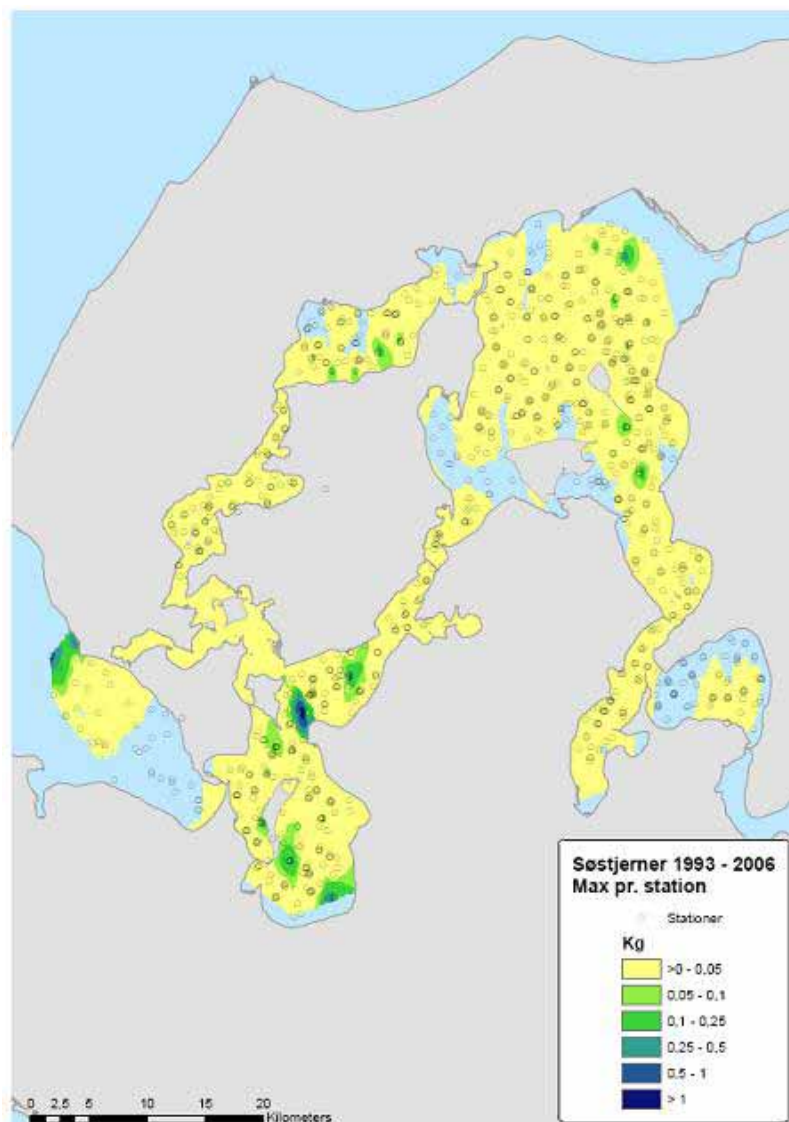 Søstjerner 1993 - 2006
Max pr. station
Stationer
Kg
>0 - 0,05
0,05 - 0,1
0,1 - 0,25
0,25 - 0,5
0,5 - 1
> 1
0 2,5 5 10 15 20
Kilometers